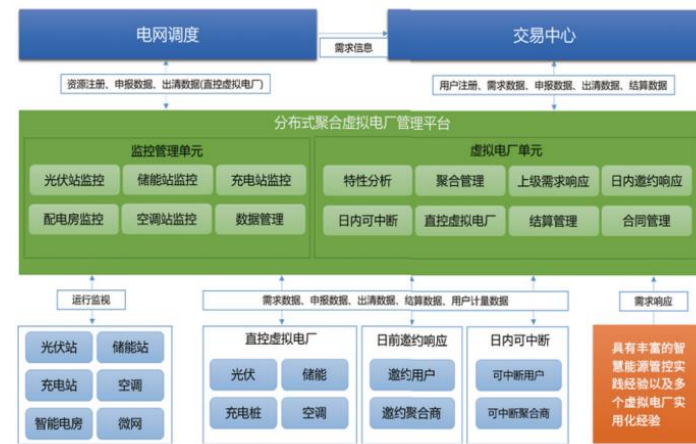 电网调度
需求信息
交易中心
资源注册、申报数据、出清数据(直控虚拟电厂)
用户注册、需求数据、申报数据、出清数据、结算数据
分布式聚合虚拟电厂管理平台
监控管理单元
光伏站监控
储能站监控
充电站监控
配电房监控
空调站监控
数据管理
虚拟电厂单元
特性分析
聚合管理
上级需求响应
日内邀约响应
日内可中断
直控虚拟电厂
结算管理
合同管理
运行监视
需求数据、申报数据、出清数据、结算数据、用户计量数据
需求响应
光伏站
储能站
充电站
空调
智能电房
微网
直控虚拟电厂
光伏
储能
充电桩
空调
日前邀约响应
邀约用户
邀约聚合商
日内可中断
可中断用户
可中断聚合商
具有丰富的智
慧能源管控实
践经验以及多
个虚拟电厂实
用化经验